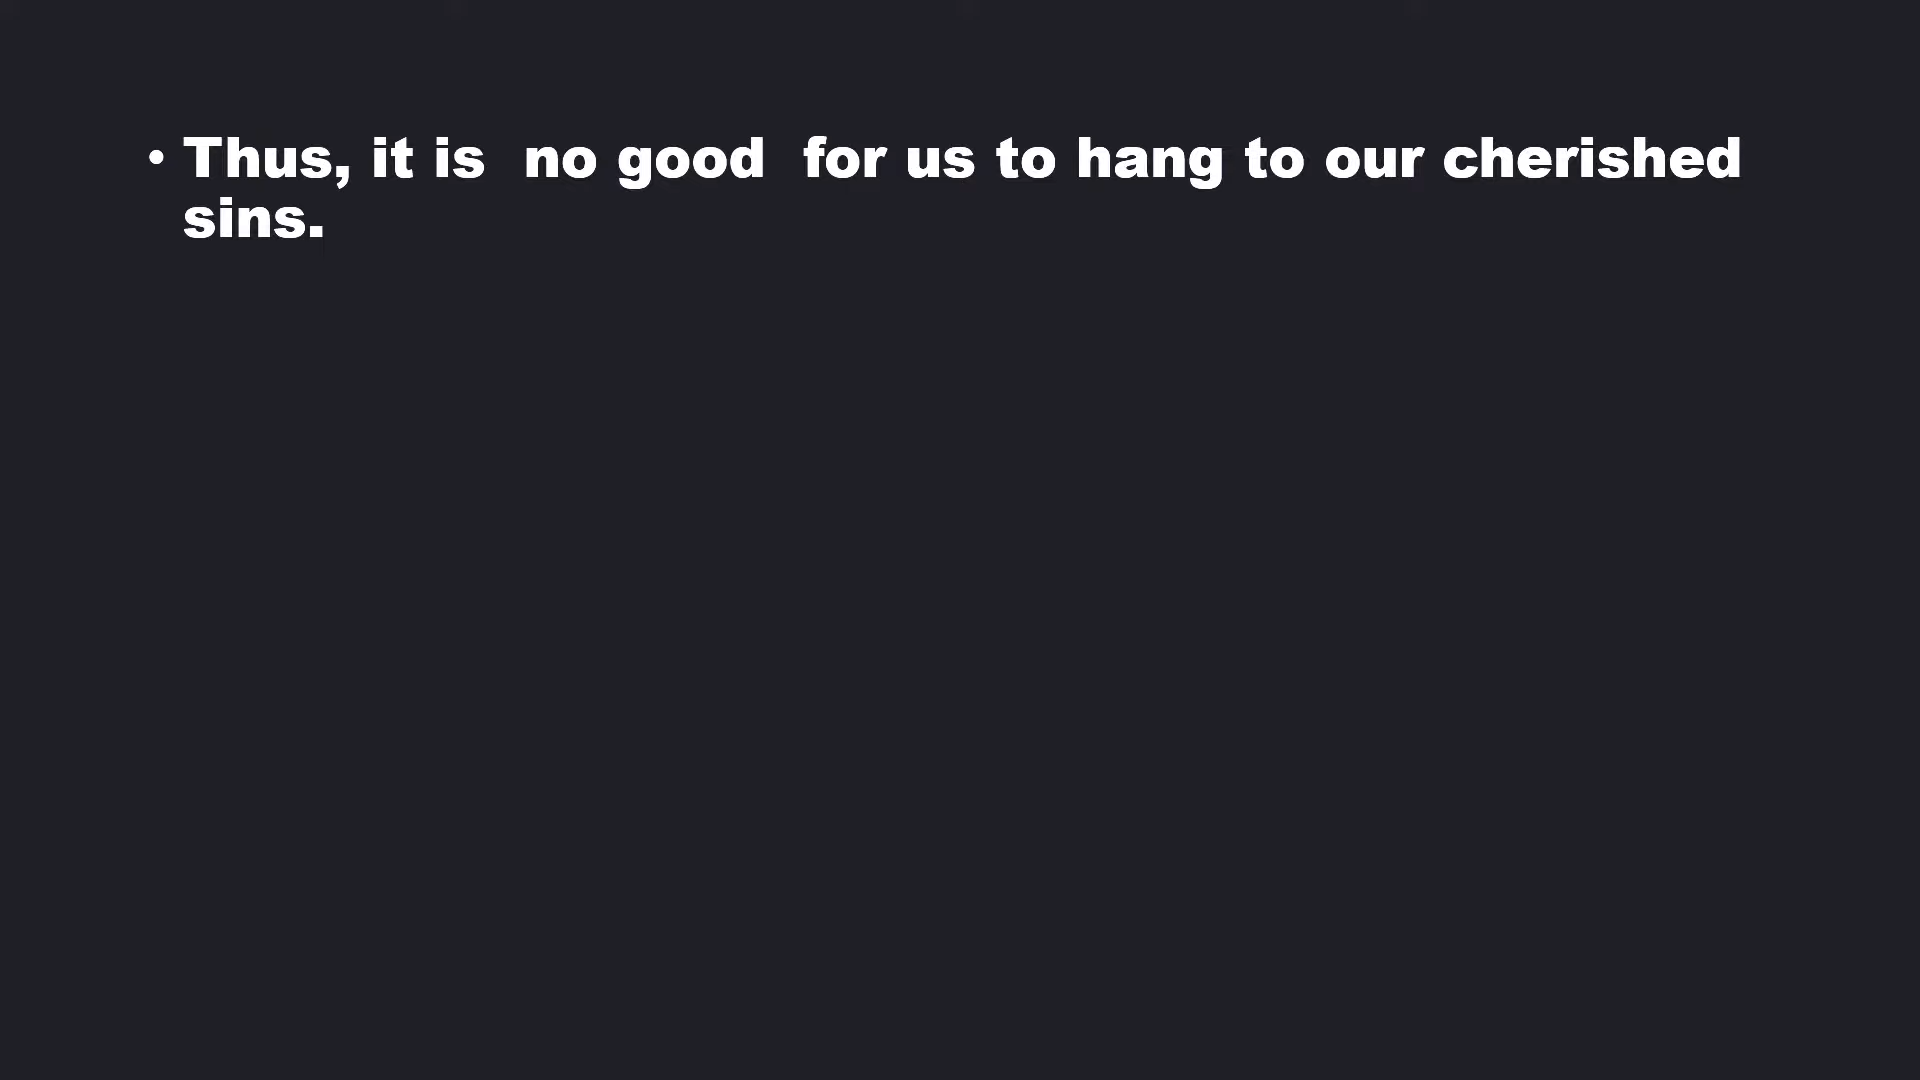 • Thus, it is  no good  for us to hang to our cherished
sins.